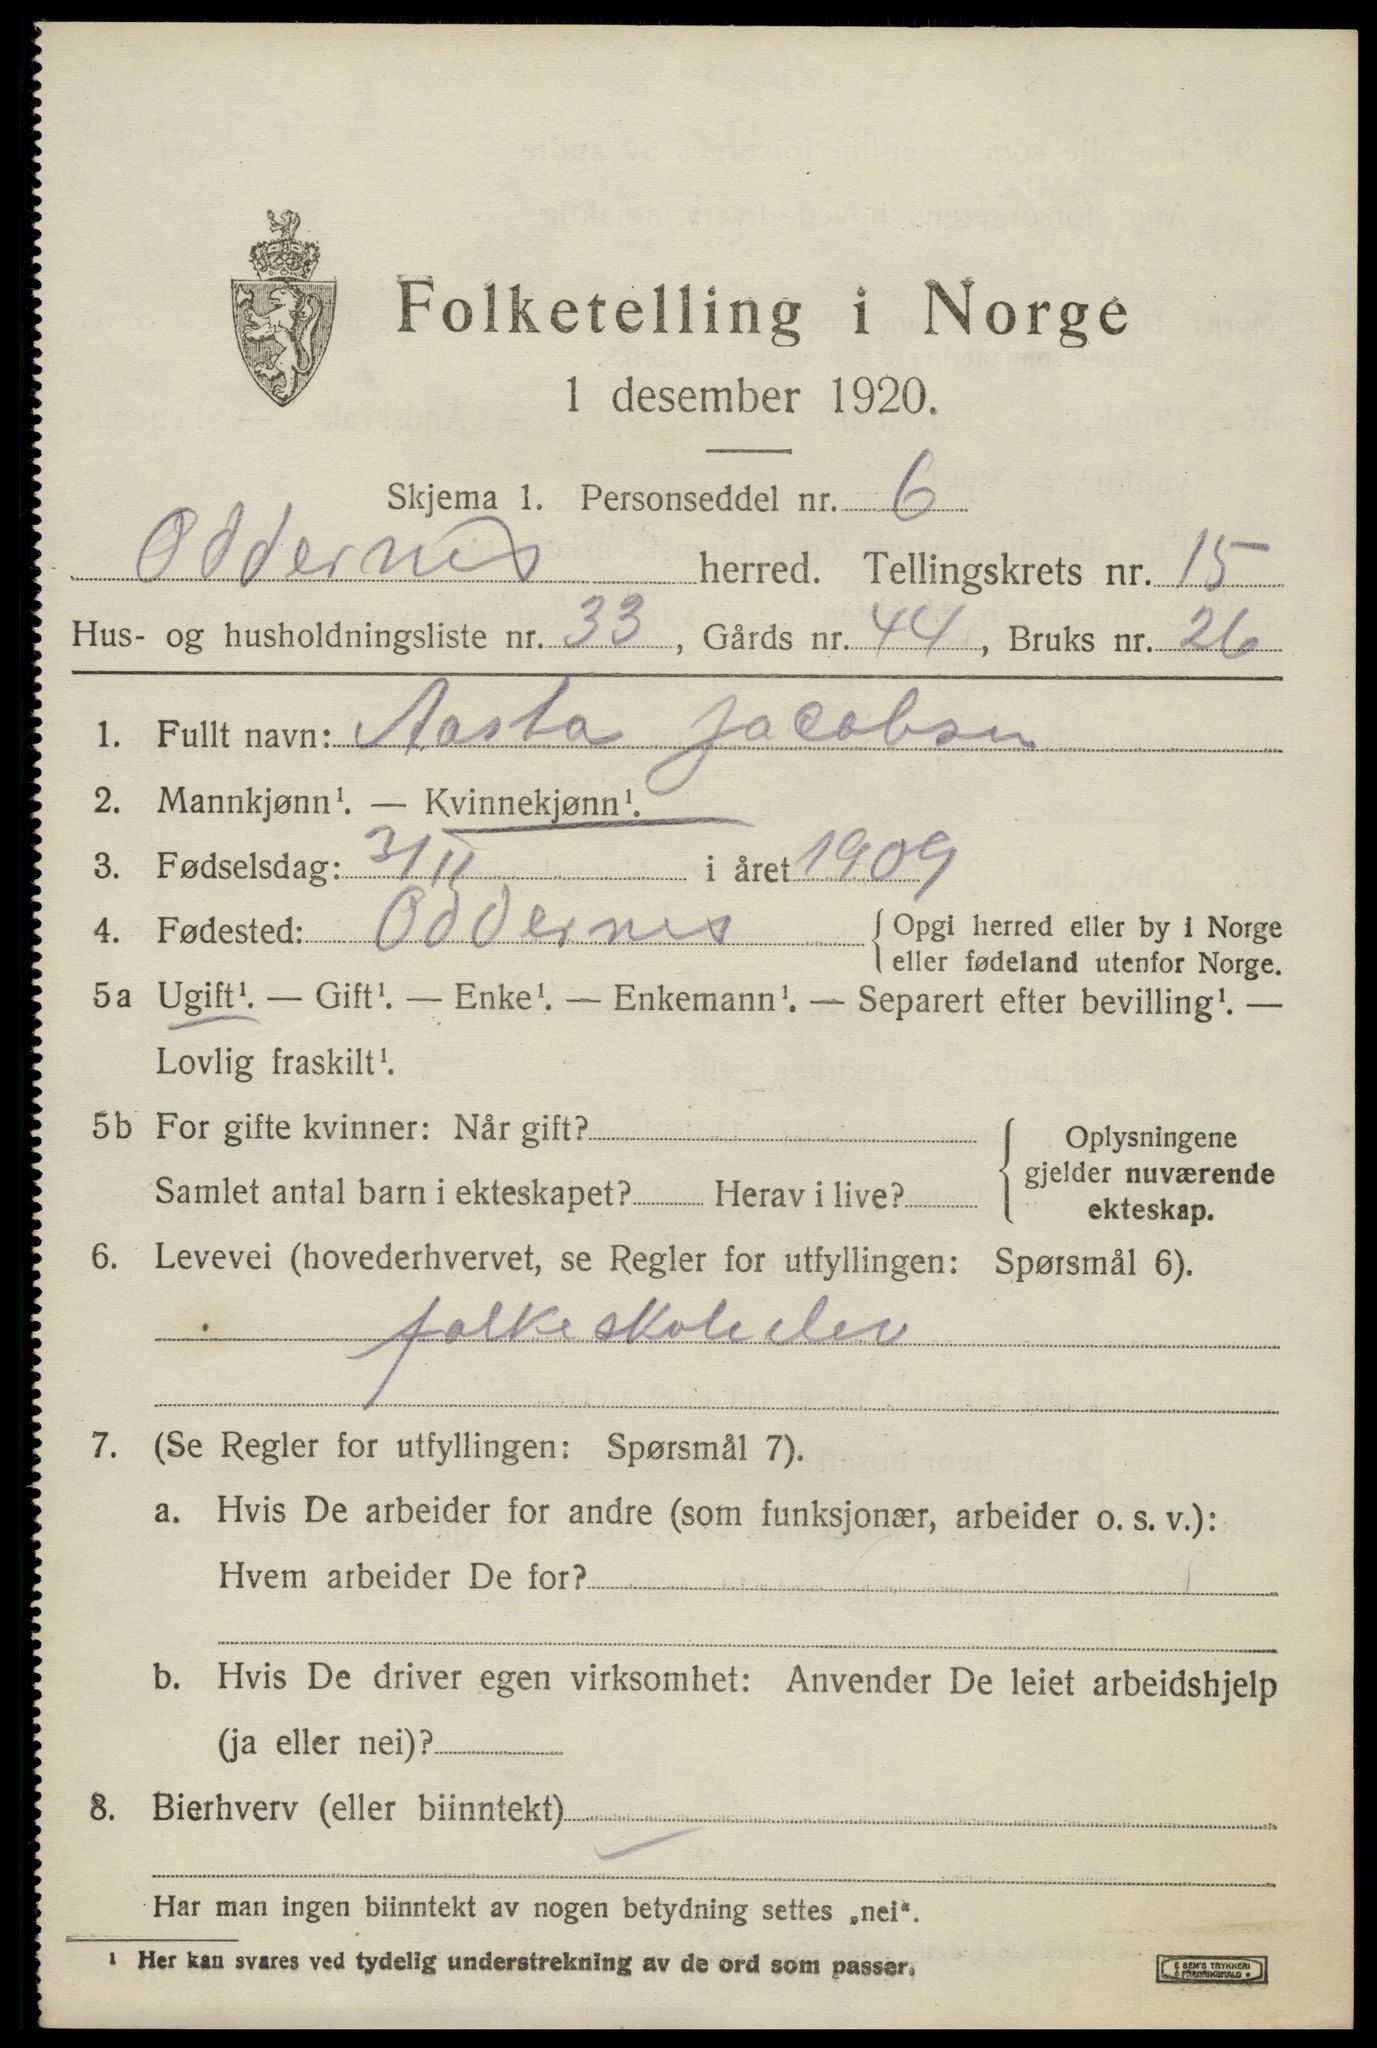 Folketelling i Norge
1 desember 1920.
Skjema 1. Personseddel nr. 6
Oddernes herred. Tellingskrets nr. 15
Hus- og husholdningsliste nr. 33, Gårds nr. 44, Bruks nr. 26
1. Fullt navn: Aasta Jacobsen
2. Mannkjønn¹. — Kvinnekjønn¹.
3. Fødselsdag: i året 1909
4. Fødested: Oddernes { Opgi herred eller by i Norge
eller fødeland utenfor Norge.
5a Ugift¹. — Gift¹. — Enke¹. — Enkemann¹. — Separert efter bevilling¹. —
Lovlig fraskilt¹.
5b For gifte kvinner: Når gift? { Oplysningene
gjelder nuværende
Samlet antal barn i ekteskapet? Herav i live? ekteskap.
6. Levevei (hovederhvervet, se Regler for utfyllingen: Spørsmål 6).
folkeskoleelev
7. (Se Regler for utfyllingen: Spørsmål 7).
a. Hvis De arbeider for andre (som funksjonær, arbeider o. s. v.):
Hvem arbeider De for?
b. Hvis De driver egen virksomhet: Anvender De leiet arbeidshjelp
(ja eller nei)?
8. Bierhverv (eller biinntekt)
Har man ingen biinntekt av nogen betydning settes „nei“.
¹ Her kan svares ved tydelig understrekning av de ord som passer.
E SEM'S TRYKKERI
FREDRIKSHALD